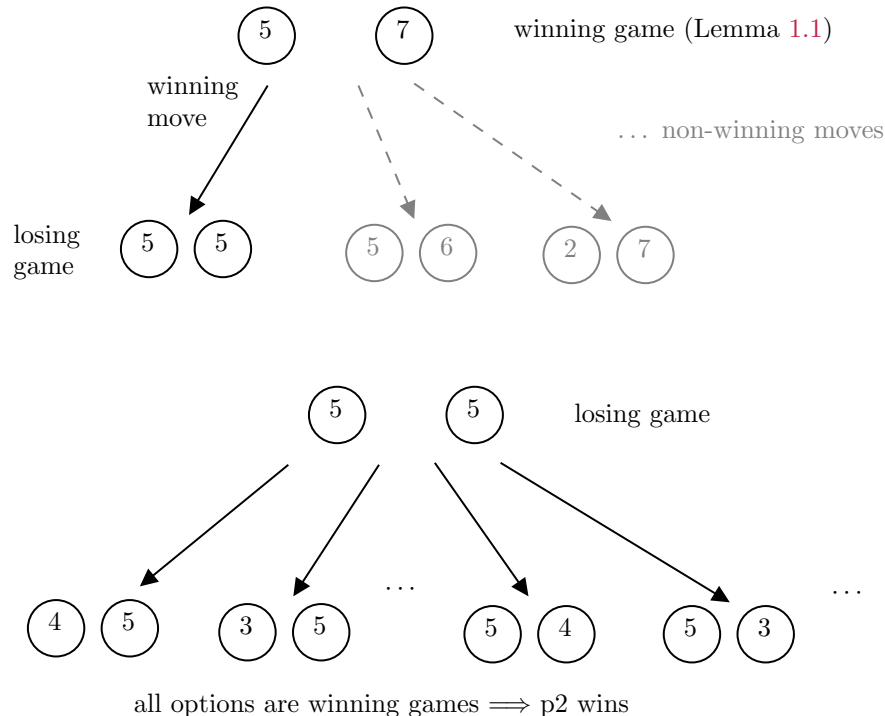 5 7 winning game (Lemma 1.1)
winning
move
... non-winning moves
losing
game
5 5 5 6 2 7
5 5 losing game
... ...
4 5 3 5 5 4 5 3
all options are winning games ⟹ p2 wins